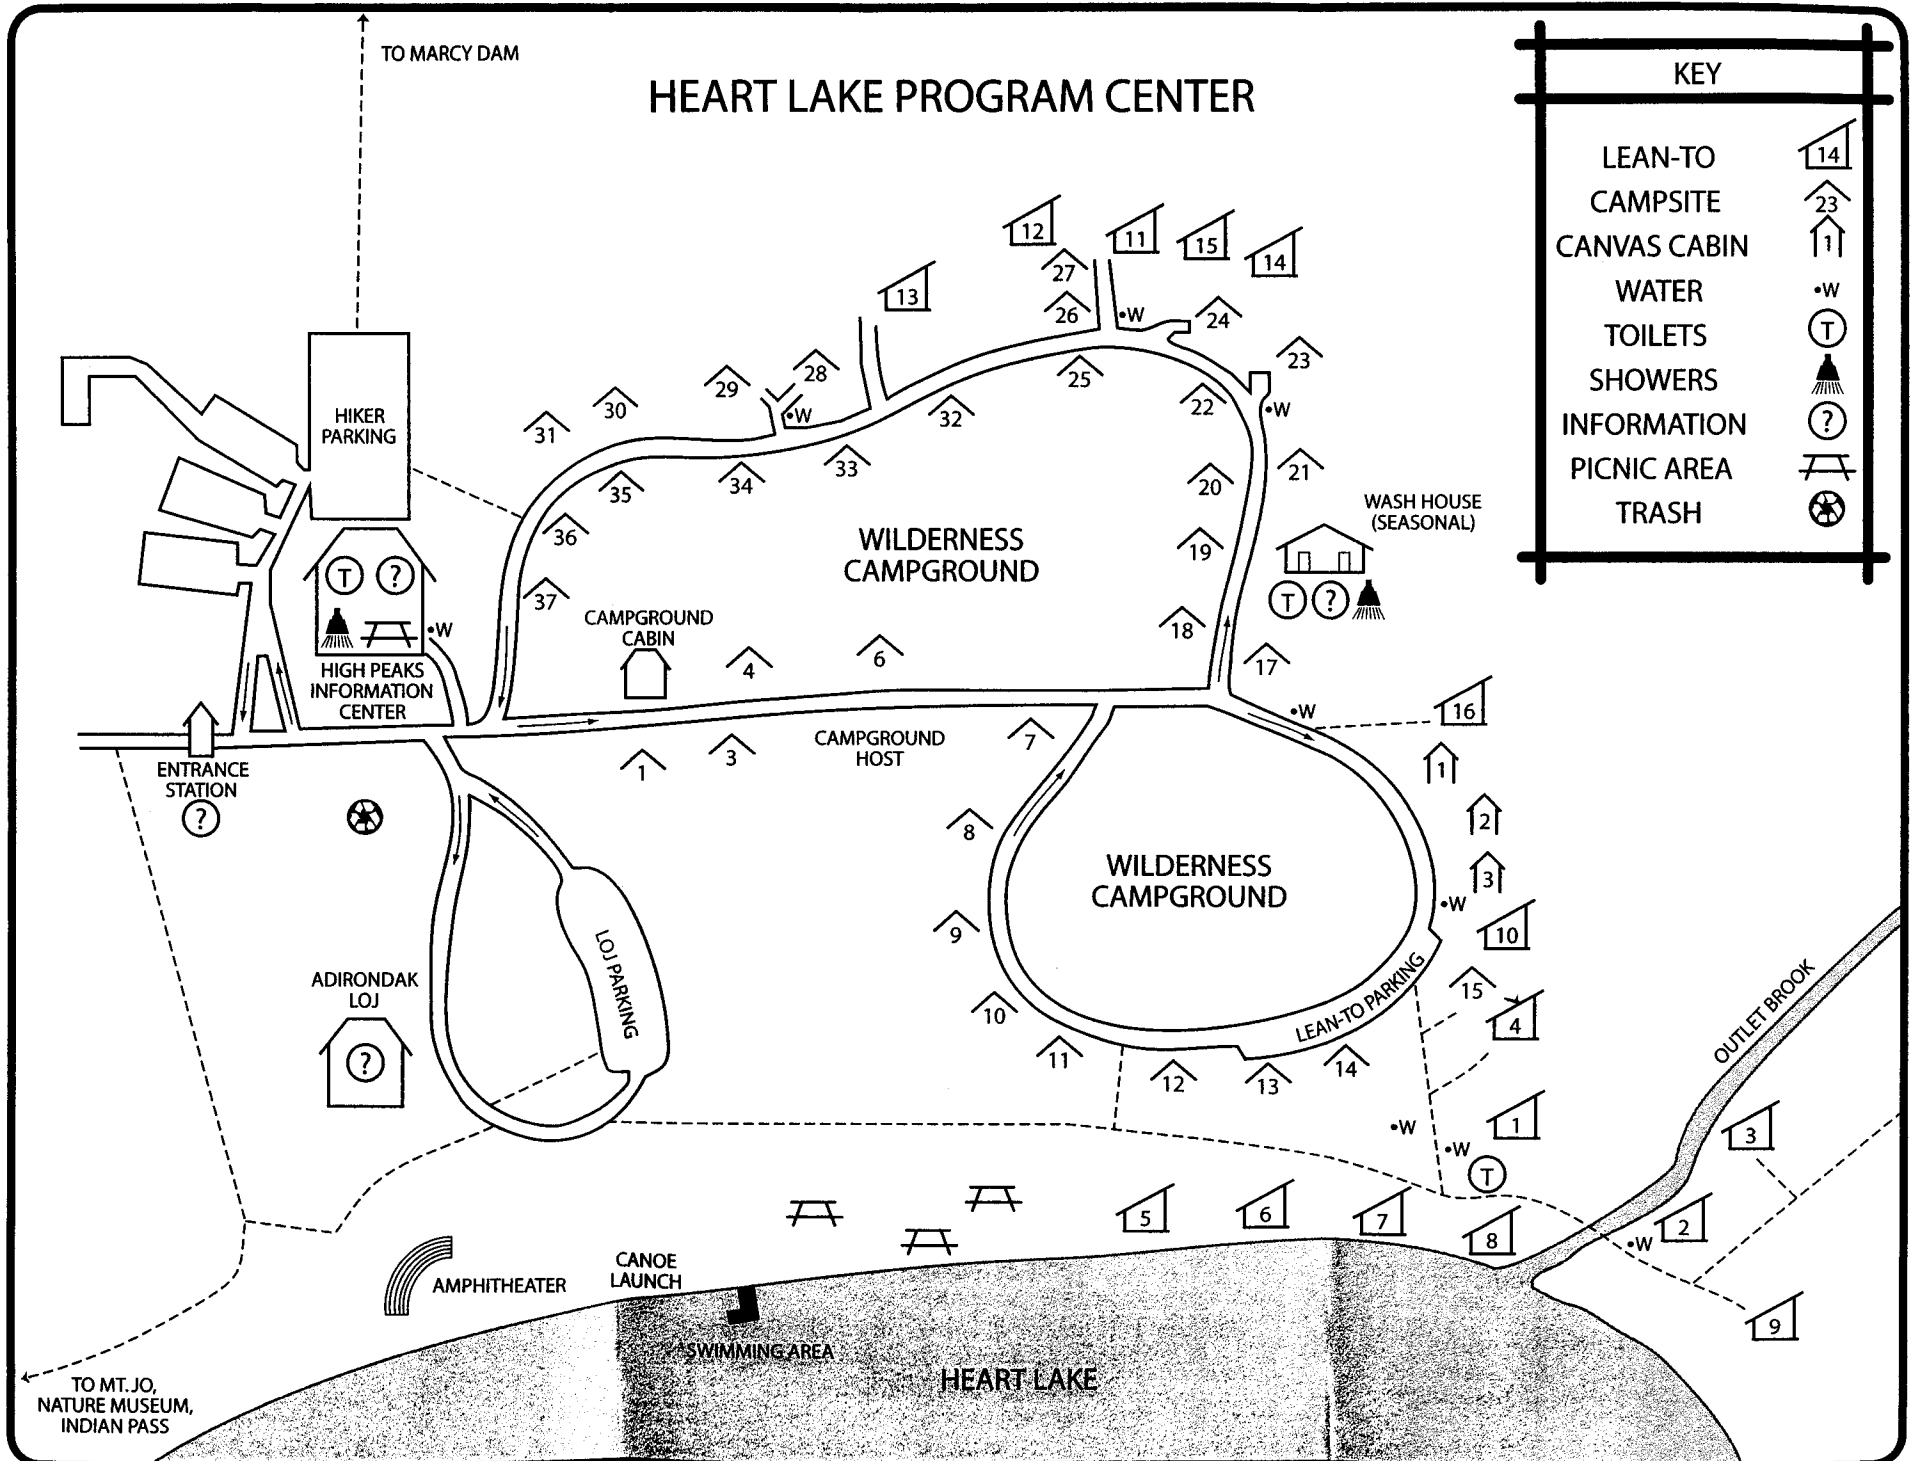 TO MARCY DAM
HEART LAKE PROGRAM CENTER
KEY
LEAN-TO
14
CAMPSITE
23
CANVAS CABIN
1
WATER
•W
TOILETS
T
SHOWERS
INFORMATION
?
PICNIC AREA
TRASH
12
11
15
14
27
13
26
•W
24
23
29
28
25
22
•W
30
•W
32
31
HIKER
PARKING
33
34
35
20
21
36
WASH HOUSE
(SEASONAL)
WILDERNESS
CAMPGROUND
19
T
?
T
?
37
CAMPGROUND
CABIN
•W
18
4
6
17
HIGH PEAKS
INFORMATION
CENTER
16
•W
7
CAMPGROUND
HOST
3
1
1
ENTRANCE
STATION
?
2
8
WILDERNESS
CAMPGROUND
3
•W
9
10
LOJ PARKING
ADIRONDAK
LOJ
?
15
LEAN-TO PARKING
4
OUTLET BROOK
10
11
12
13
14
1
•W
•W
T
3
5
6
7
8
2
•W
AMPHITHEATER
CANOE
LAUNCH
9
SWIMMING AREA
HEART LAKE
TO MT. JO,
NATURE MUSEUM,
INDIAN PASS